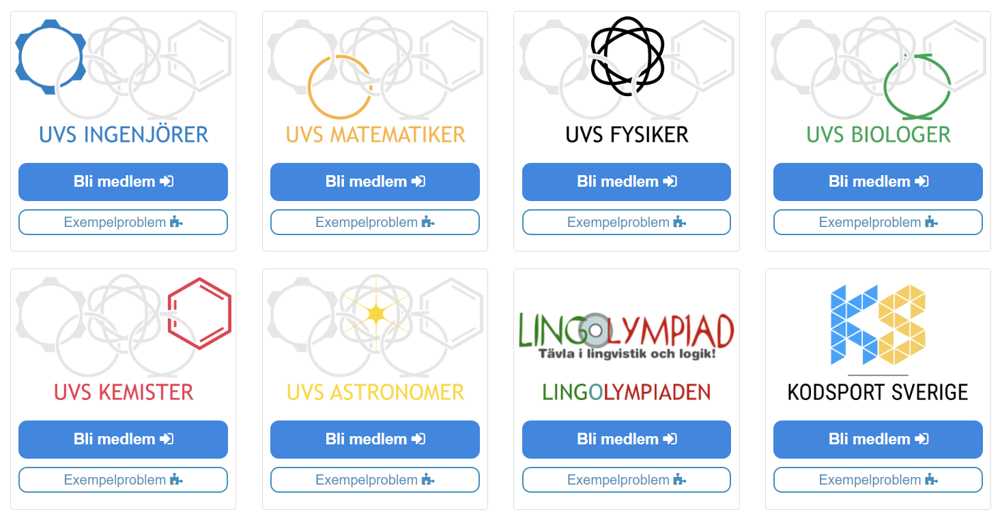 UVS INGENJÖRER
Bli medlem
Exempelproblem
UVS MATEMATIKER
Bli medlem
Exempelproblem
UVS FYSIKER
Bli medlem
Exempelproblem
UVS BIOLOGER
Bli medlem
Exempelproblem
UVS KEMISTER
Bli medlem
Exempelproblem
UVS ASTRONOMER
Bli medlem
Exempelproblem
LINGOLYMPIAD
Tävla i lingvistik och logik!
LINGOLYMPIADEN
Bli medlem
Exempelproblem
KS
KODSPORT SVERIGE
Bli medlem
Exempelproblem